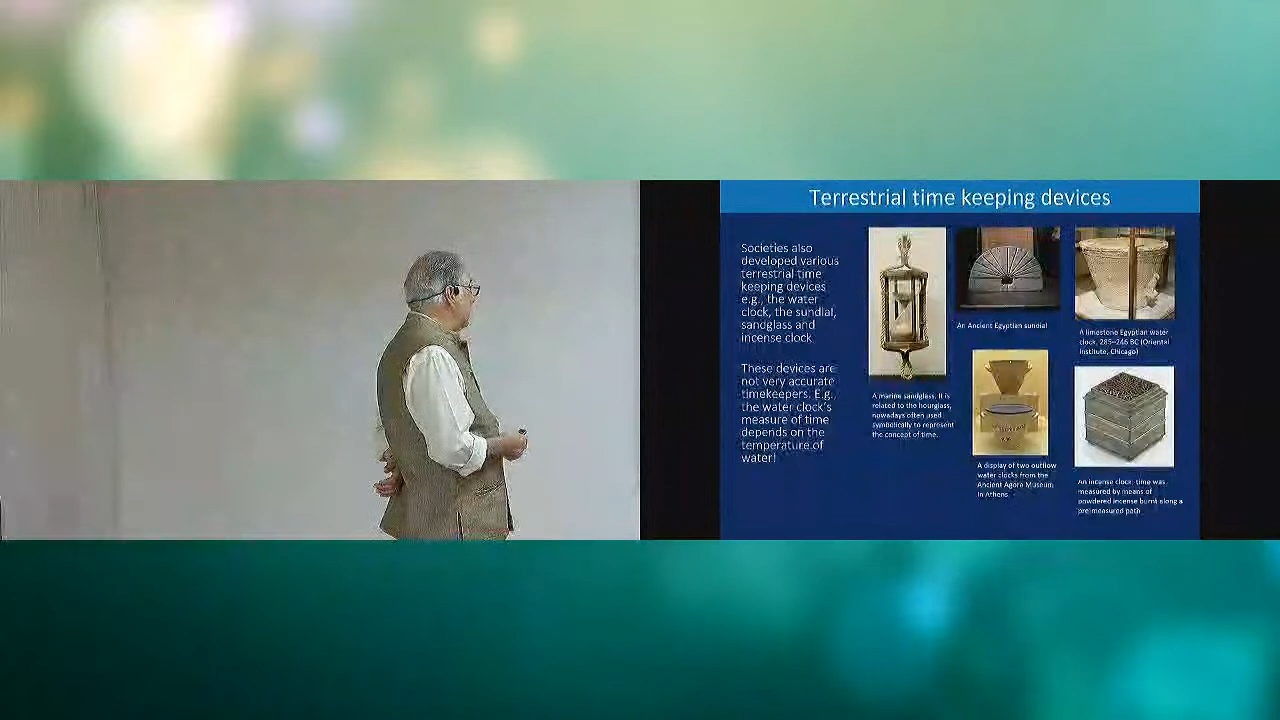 Terrestrial time keeping devices
Societies also
developed various
terrestrial time
keeping devices
e.g., the water
clock, the sundial,
sandglass and
incense clock
These devices are
not very accurate
timekeepers. E.g.,
the water clock's
measure of time
depends on the
temperature of
water!
A marine sandglass. It is
related to the hourglass,
nowadays often used
symbolically to represent
the concept of time.
An Ancient Egyptian sundial
A limestone Egyptian water
clock, 285–246 BC (Oriental
Institute, Chicago)
A display of two outflow
water clocks from the
Ancient Agora Museum
in Athens.
An incense clock: time was
measured by means of
powdered incense burnt along a
premeasured path